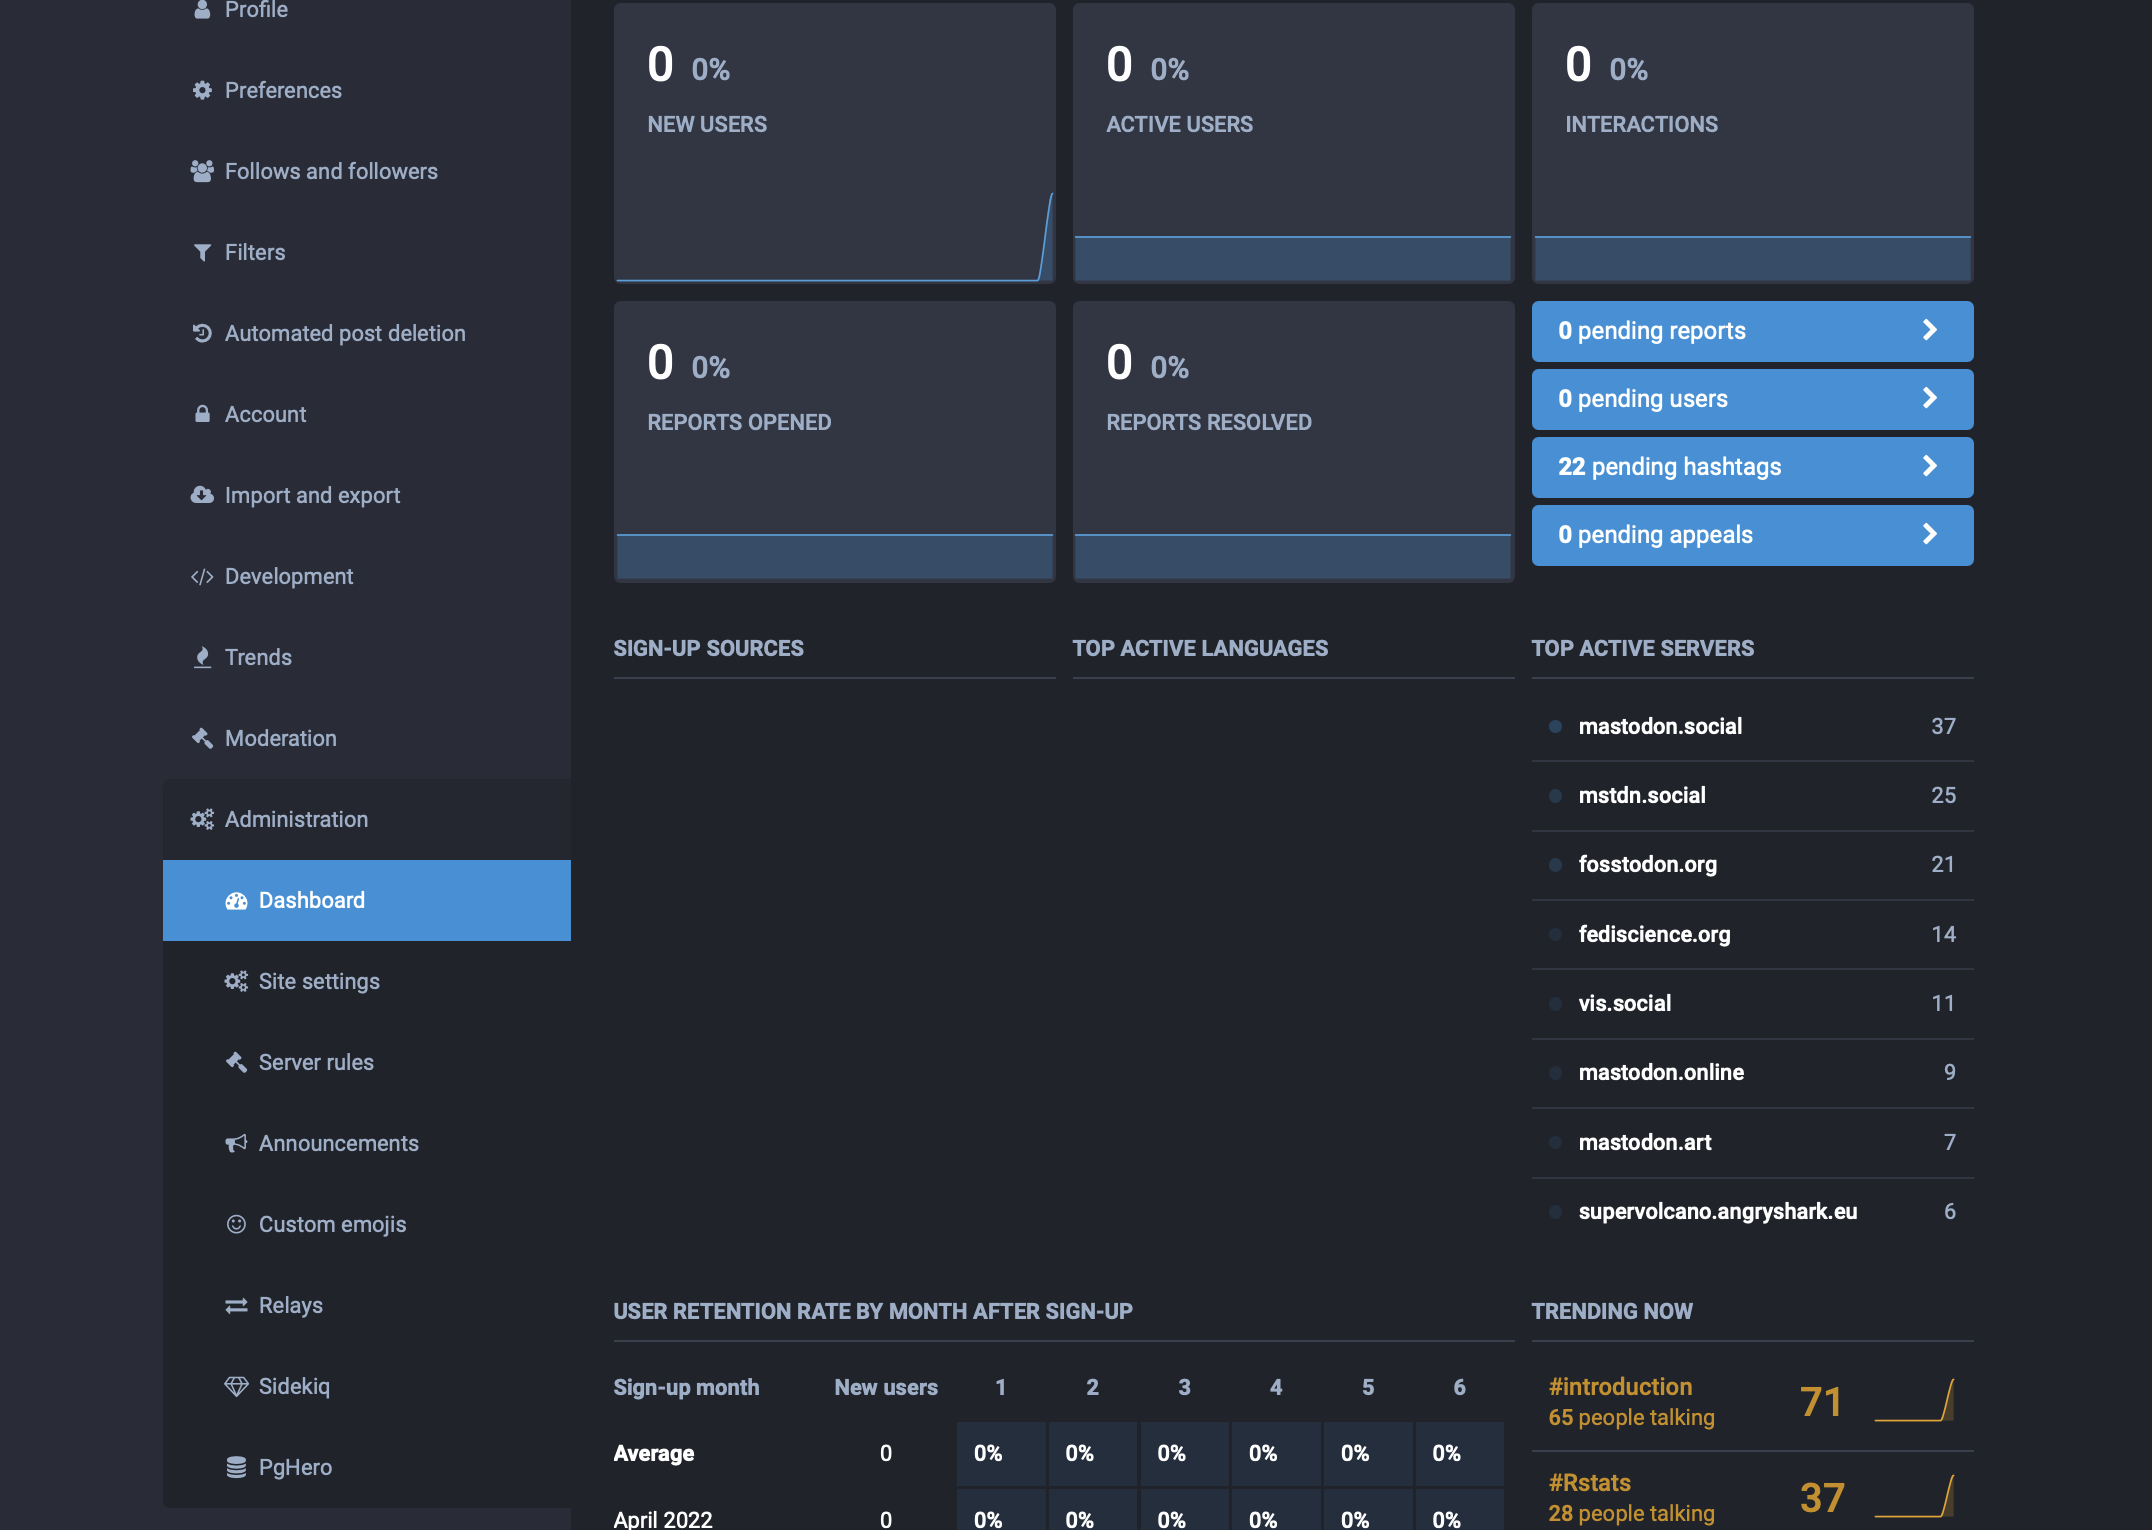 Profile
Preferences
Follows and followers
Filters
Automated post deletion
Account
Import and export
Development
Trends
Moderation
Administration
Dashboard
Site settings
Server rules
Announcements
Custom emojis
Relays
Sidekiq
PgHero
0 0%
NEW USERS
0 0%
ACTIVE USERS
0 0%
INTERACTIONS
0 0%
REPORTS OPENED
0 0%
REPORTS RESOLVED
0 pending reports
0 pending users
22 pending hashtags
0 pending appeals
SIGN-UP SOURCES
TOP ACTIVE LANGUAGES
TOP ACTIVE SERVERS
mastodon.social 37
mstdn.social 25
fosstodon.org 21
fediscience.org 14
vis.social 11
mastodon.online 9
mastodon.art 7
supervolcano.angryshark.eu 6
USER RETENTION RATE BY MONTH AFTER SIGN-UP
Sign-up month New users 1 2 3 4 5 6
Average 0 0% 0% 0% 0% 0% 0%
April 2022 0 0% 0% 0% 0% 0% 0%
TRENDING NOW
#introduction
65 people talking
71
#Rstats
28 people talking
37